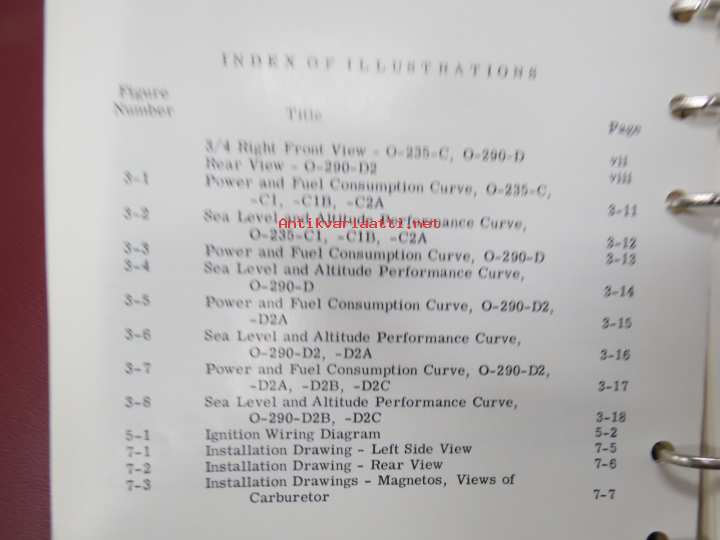 INDEX OF ILLUSTRATIONS
Figure
Number Title Page
3/4 Right Front View - O-235-C, O-290-D vii
Rear View - O-290-D2 viii
3-1 Power and Fuel Consumption Curve, O-235-C,
-C1, -C1B, -C2A 3-11
3-2 Sea Level and Altitude Performance Curve,
Antikvariaatti.net
O-235-C1, -C1B, -C2A 3-12
3-3 Power and Fuel Consumption Curve, O-290-D 3-13
3-4 Sea Level and Altitude Performance Curve,
O-290-D 3-14
3-5 Power and Fuel Consumption Curve, O-290-D2,
-D2A 3-15
3-6 Sea Level and Altitude Performance Curve,
O-290-D2, -D2A 3-16
3-7 Power and Fuel Consumption Curve, O-290-D2,
-D2A, -D2B, -D2C 3-17
3-8 Sea Level and Altitude Performance Curve,
O-290-D2B, -D2C 3-18
5-1 Ignition Wiring Diagram 5-2
7-1 Installation Drawing - Left Side View 7-5
7-2 Installation Drawing - Rear View 7-6
7-3 Installation Drawings - Magnetos, Views of
Carburetor 7-7